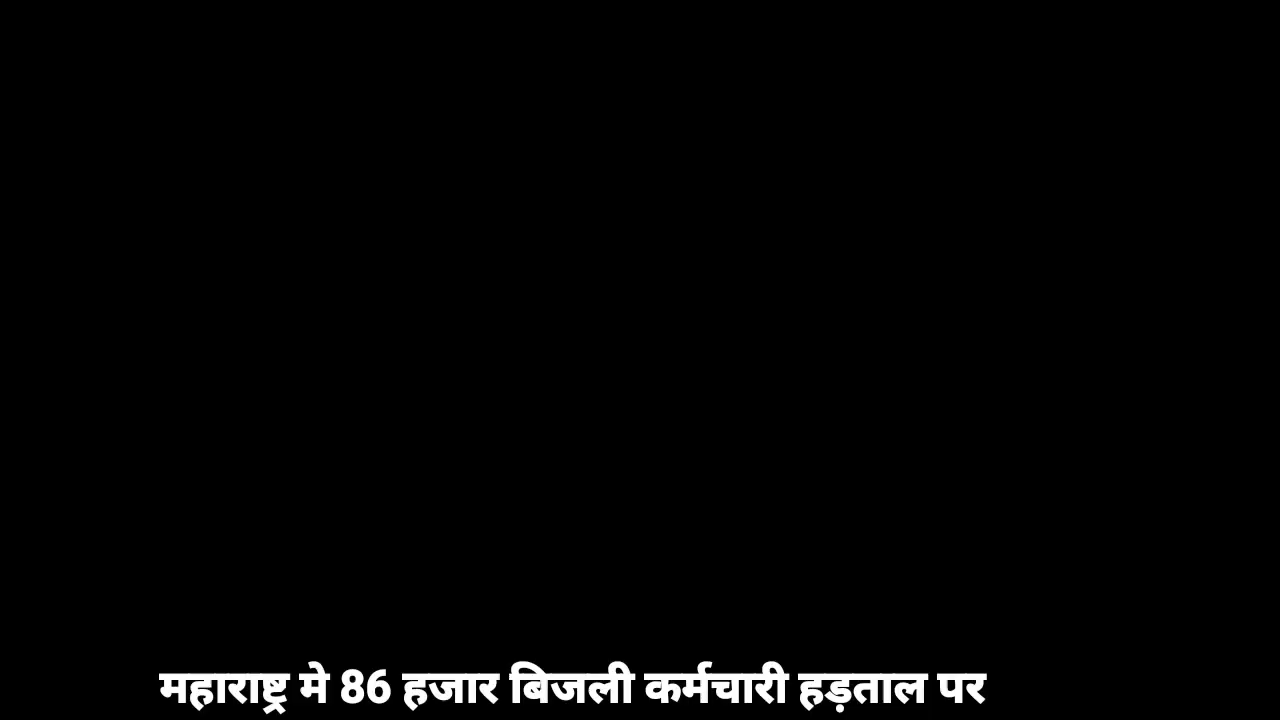 महाराष्ट्र मे 86 हजार बिजली कर्मचारी हड़ताल पर